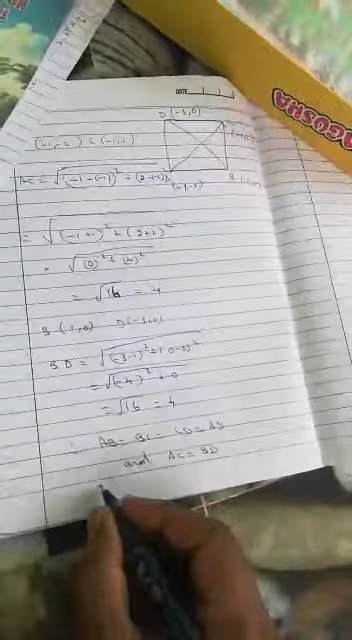 DATE
D (-3,0)
C (-1,2)
AC = √(-1-(-1))² + (2-(-2))²
= √(-1+1)² + (2+2)²
= √(0)² + (4)²
= √16 = 4
B (1,0) D(-3,0)
BD = √(-3-1)² + (0-0)²
= √(-4)² + 0
= √16 = 4
∴ AB = BC = CD = AD
and AC = BD
AGUSHA